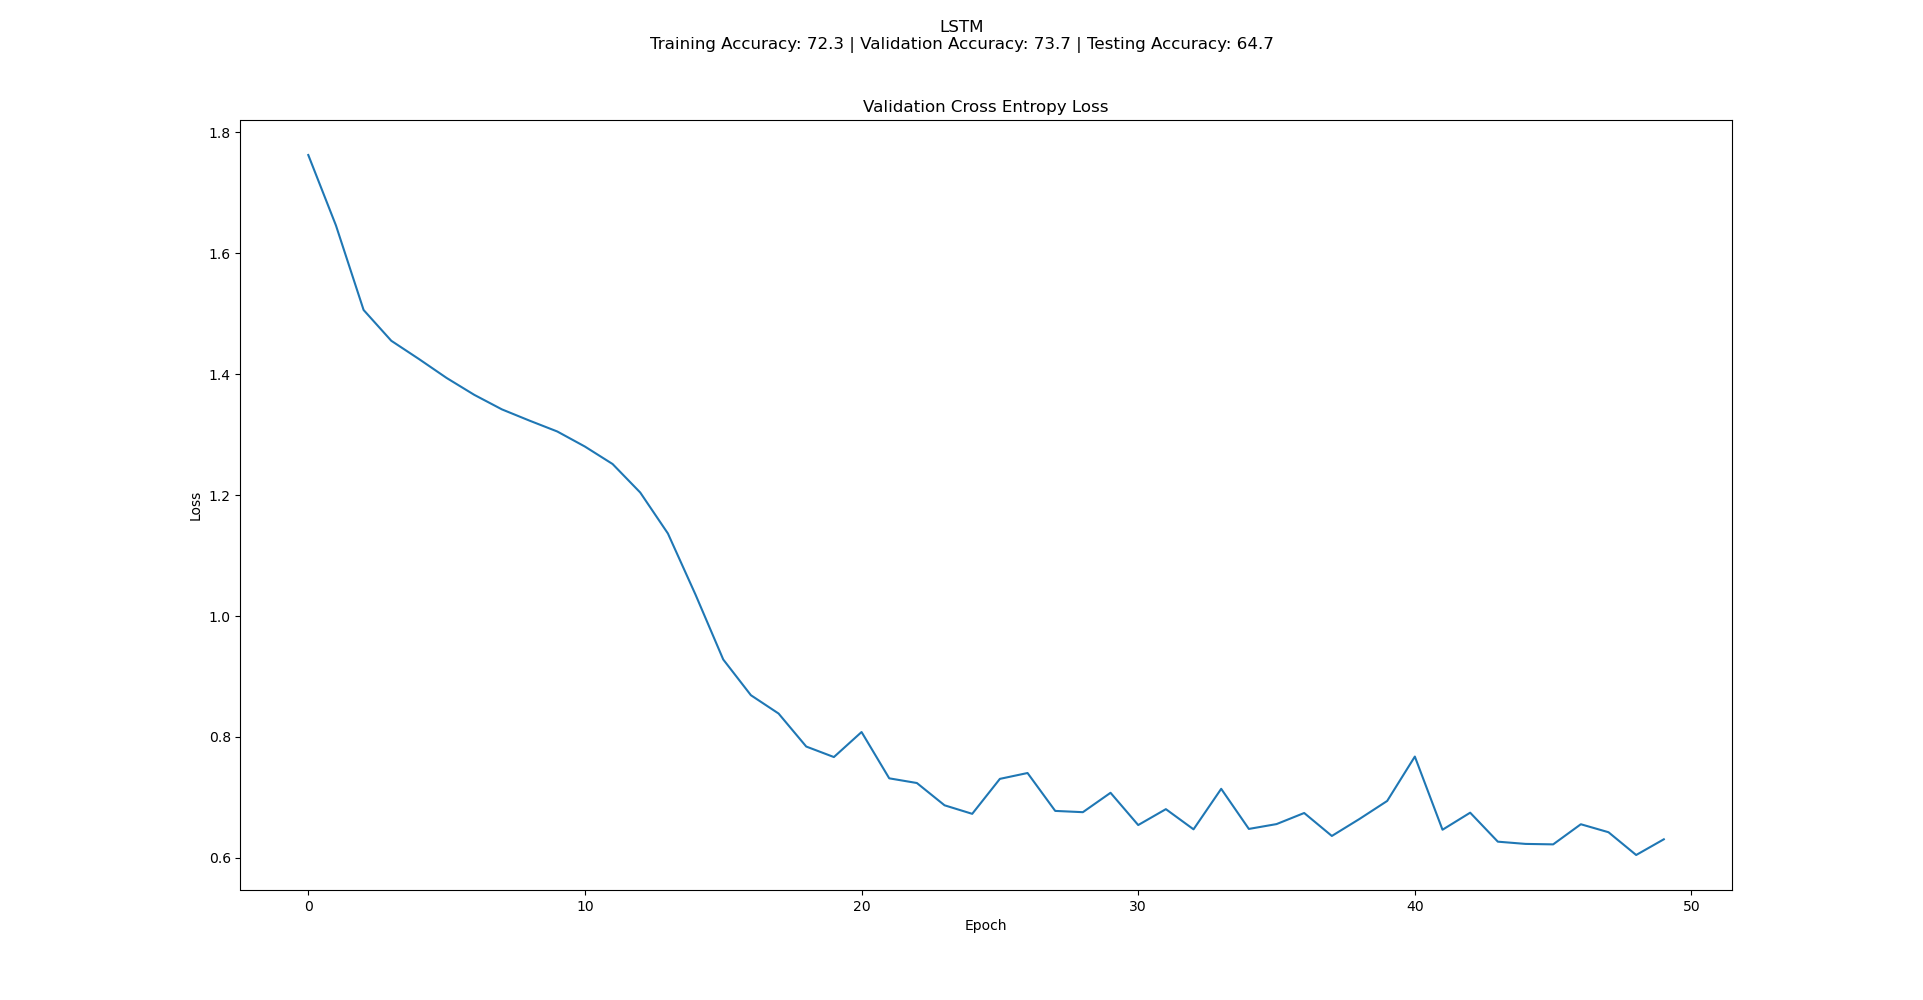 LSTM
Training Accuracy: 72.3 | Validation Accuracy: 73.7 | Testing Accuracy: 64.7
Validation Cross Entropy Loss
1.8
1.6
1.4
1.2
1.0
0.8
0.6
Loss
0 10 20 30 40 50
Epoch